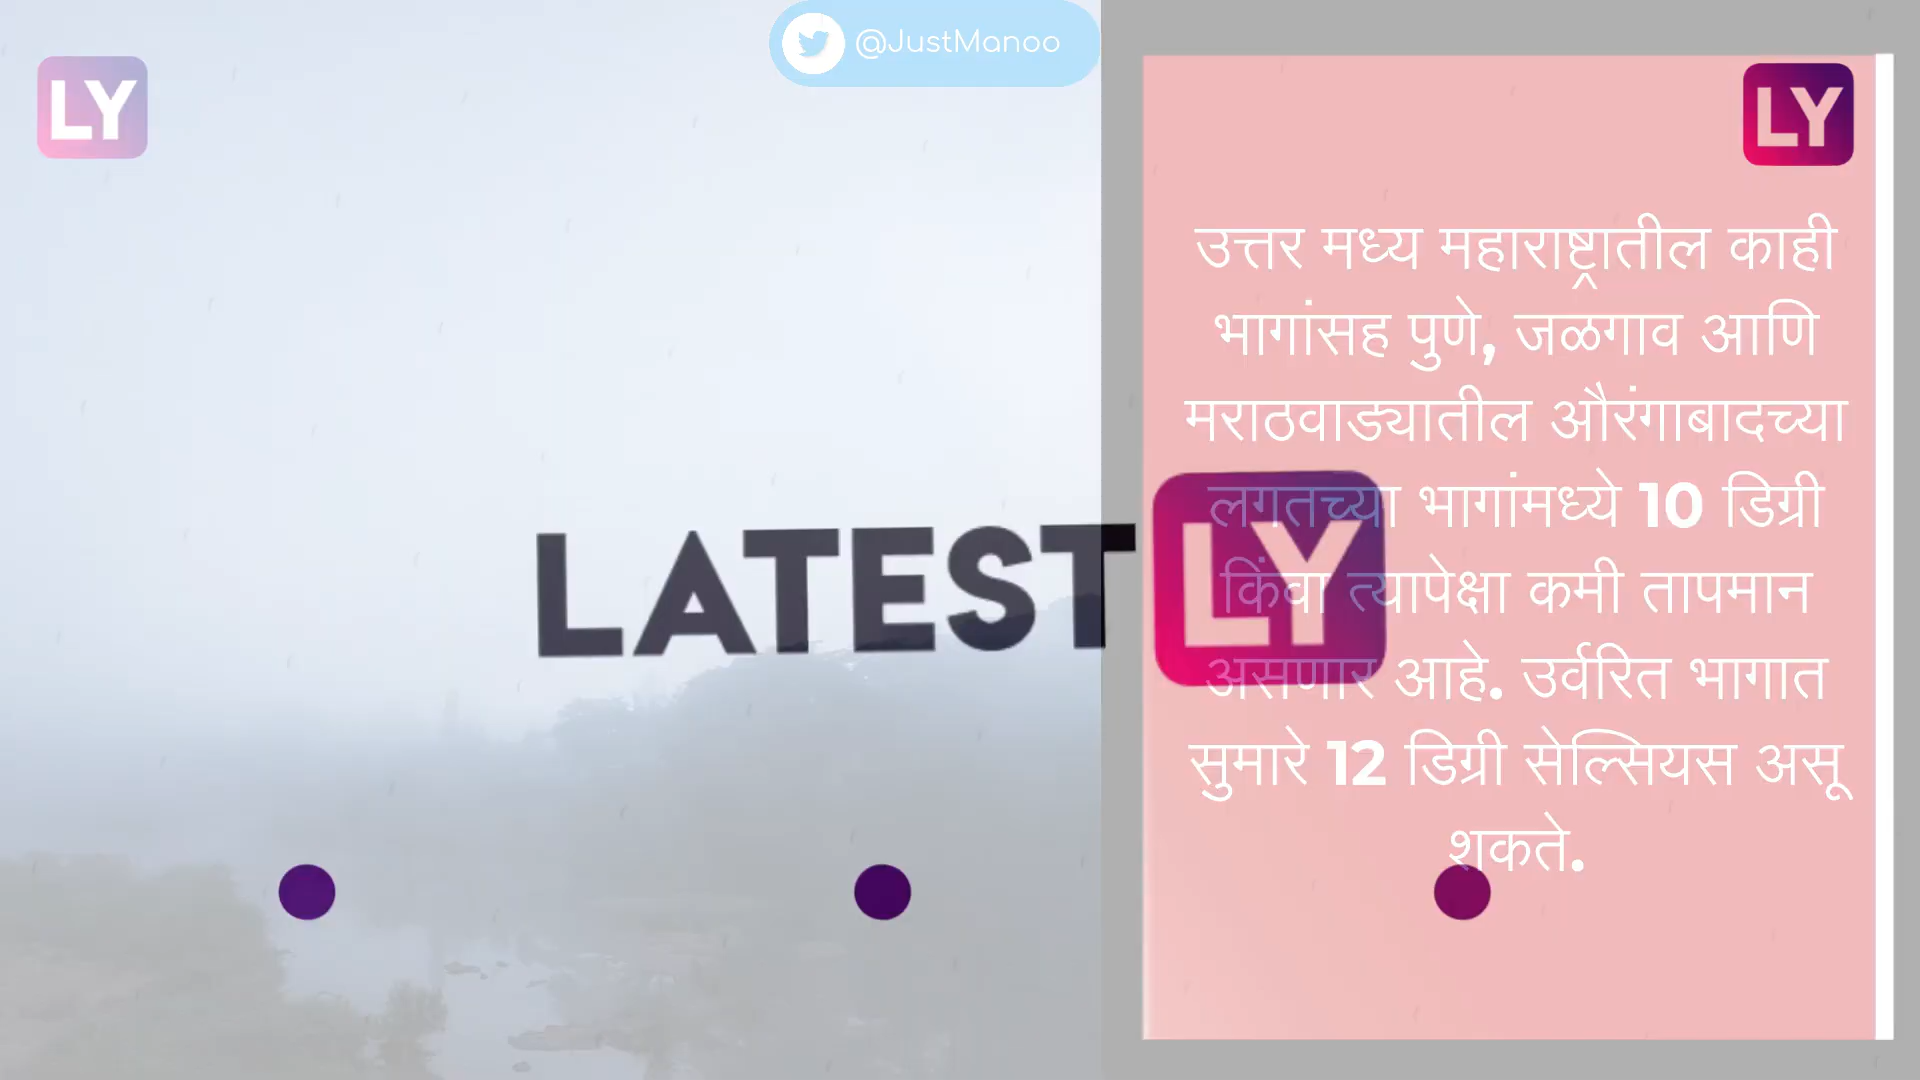 @JustManoo
LY
LY
उत्तर मध्य महाराष्ट्रातील काही
भागांसह पुणे, जळगाव आणि
मराठवाड्यातील औरंगाबादच्या
लगतच्या भागांमध्ये 10 डिग्री
किंवा त्यापेक्षा कमी तापमान
असणार आहे. उर्वरित भागात
सुमारे 12 डिग्री सेल्सियस असू
शकते.
LATEST LY